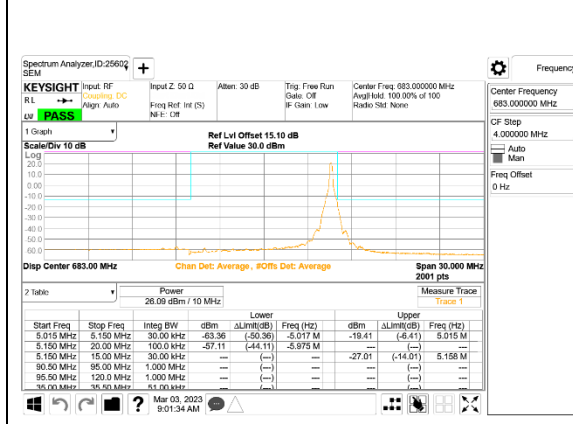 Spectrum Analyzer,ID:25602
SEM
+
Frequency
KEYSIGHT Input: RF Input Z: 50 Ω Atten: 30 dB Trig: Free Run Center Freq: 683.000000 MHz
RL Coupling: DC Gate: Off Avg|Hold: 100.00% of 100
Align: Auto Freq Ref: Int (S) IF Gain: Low Radio Std: None
PASS NFE: Off
Center Frequency
683.000000 MHz
CF Step
4.000000 MHz
Auto
Man
Freq Offset
0 Hz
1 Graph
Ref Lvl Offset 15.10 dB
Scale/Div 10 dB Ref Value 30.0 dBm
Log
20.0
10.0
0.00
-10.0
-20.0
-30.0
-40.0
-50.0
-60.0
Disp Center 683.00 MHz Chan Det: Average, #Offs Det: Average Span 30.000 MHz
2001 pts
2 Table Power Measure Trace
26.09 dBm / 10 MHz Trace 1
Lower Upper
Start Freq Stop Freq Integ BW dBm ΔLimit(dB) Freq (Hz) dBm ΔLimit(dB) Freq (Hz)
5.015 MHz 5.150 MHz 30.00 kHz -63.36 (-50.36) -5.017 M -19.41 (-6.41) 5.015 M
5.150 MHz 20.00 MHz 100.0 kHz -57.11 (-44.11) -5.975 M --- (---)
5.150 MHz 15.00 MHz 30.00 kHz --- (---) -27.01 (-14.01) 5.158 M
90.50 MHz 95.00 MHz 1.000 MHz --- (---) --- (---)
95.50 MHz 120.0 MHz 1.000 MHz --- (---) --- (---)
35.00 MHz 35.50 MHz 51.00 kHz --- (---) --- (---)
? Mar 03, 2023
9:01:34 AM